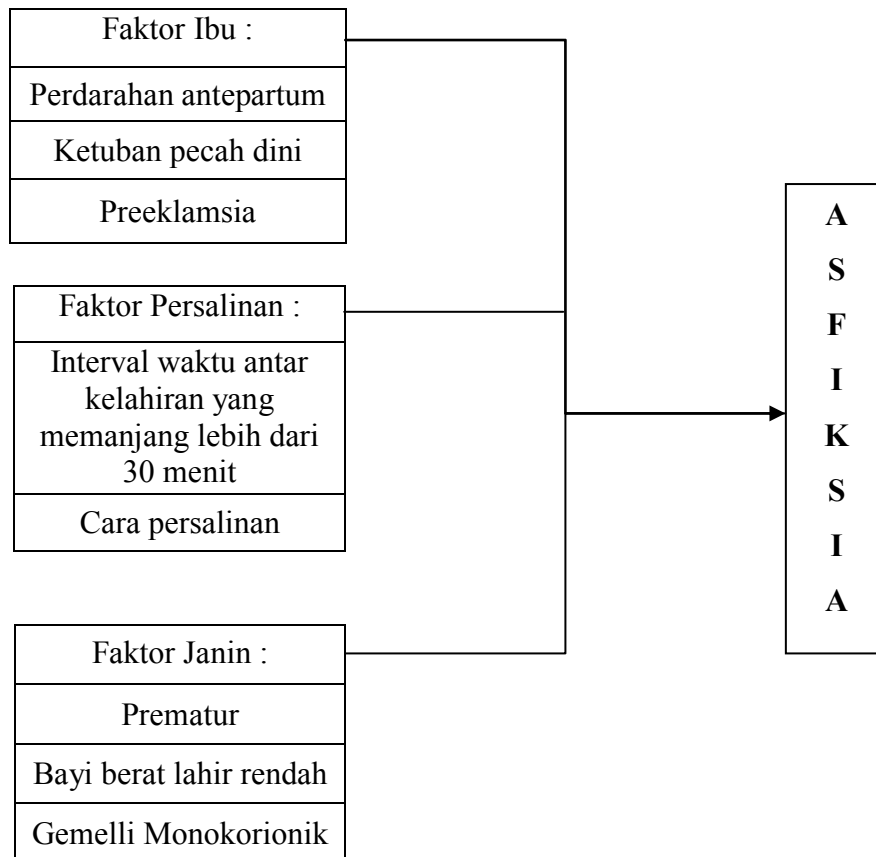 Faktor Ibu :
Perdarahan antepartum
Ketuban pecah dini
Preeklamsia
Faktor Persalinan :
Interval waktu antar
kelahiran yang
memanjang lebih dari
30 menit
Cara persalinan
Faktor Janin :
Prematur
Bayi berat lahir rendah
Gemelli Monokorionik
A
S
F
I
K
S
I
A